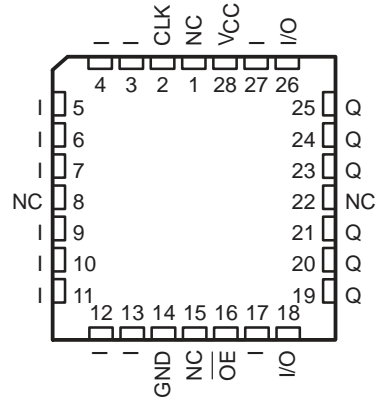 I I CLK NC VCC I I/O
4 3 2 1 28 27 26
I 5 25 Q
I 6 24 Q
I 7 23 Q
NC 8 22 NC
I 9 21 Q
I 10 20 Q
I 11 19 Q
12 13 14 15 16 17 18
I I GND NC OE I I/O